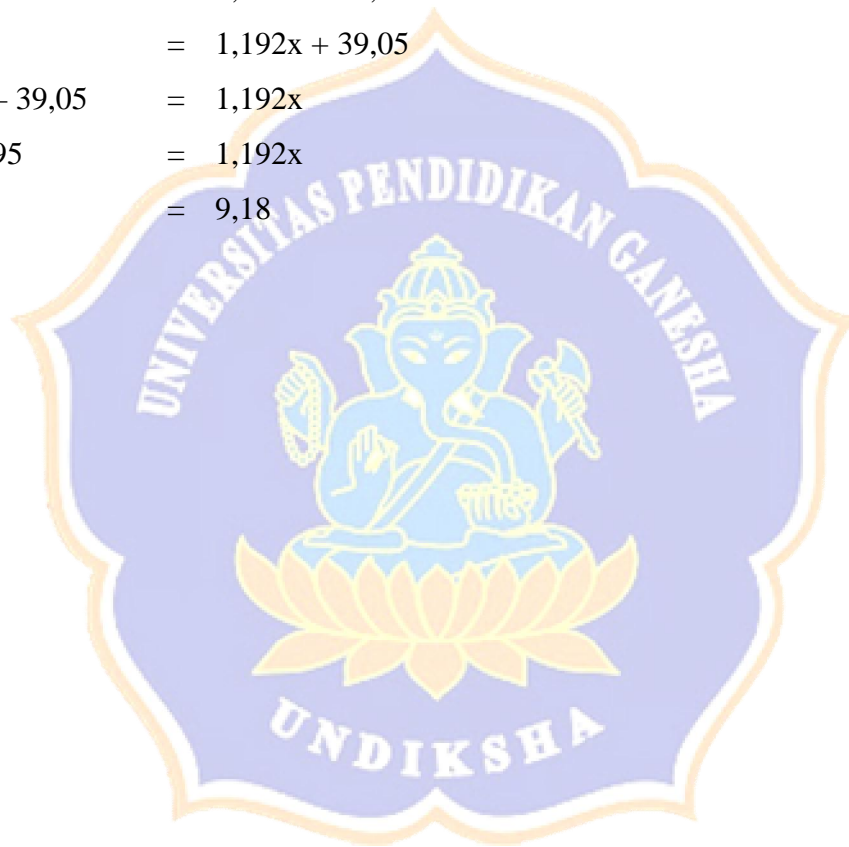 = 1,192x + 39,05
– 39,05 = 1,192x
95 = 1,192x
= 9,18
UNIVERSITAS PENDIDIKAN GANESHA
UNDIKSHA